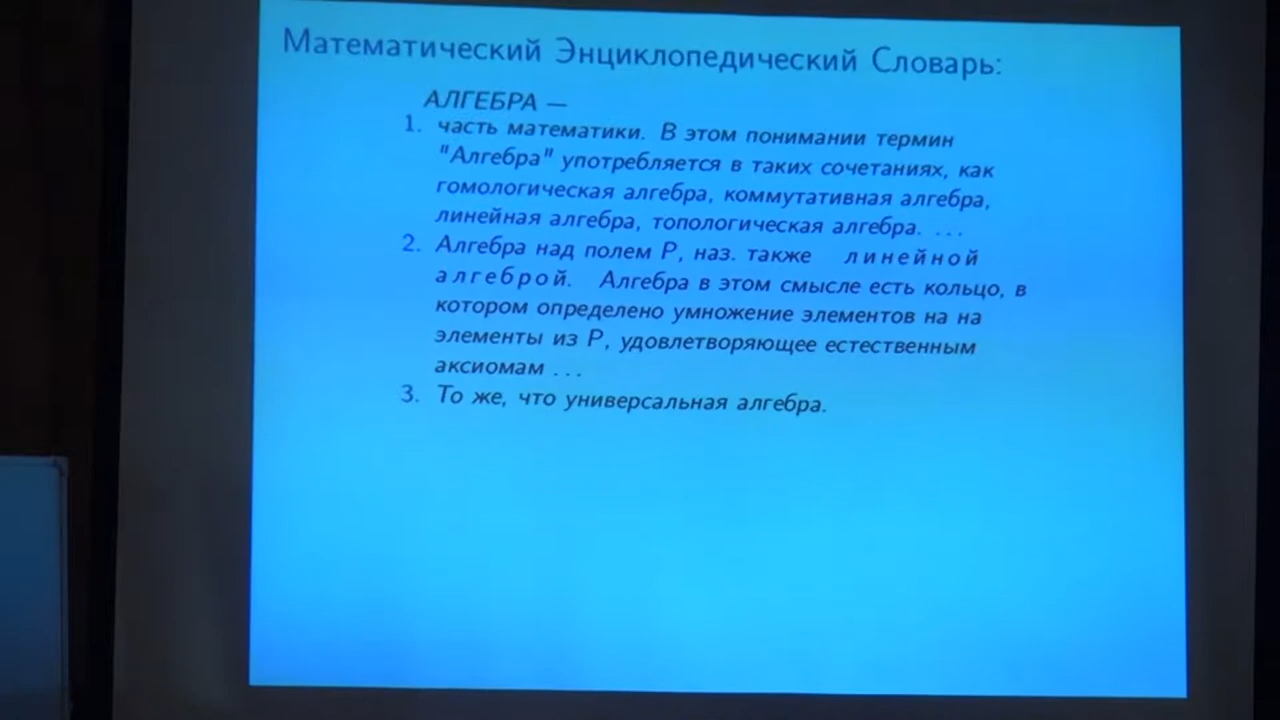 Математический Энциклопедический Словарь:
АЛГЕБРА —
1. часть математики. В этом понимании термин
"Алгебра" употребляется в таких сочетаниях, как
гомологическая алгебра, коммутативная алгебра,
линейная алгебра, топологическая алгебра. ...
2. Алгебра над полем P, наз. также линейной
алгеброй. Алгебра в этом смысле есть кольцо, в
котором определено умножение элементов на на
элементы из P, удовлетворяющее естественным
аксиомам ...
3. То же, что универсальная алгебра.